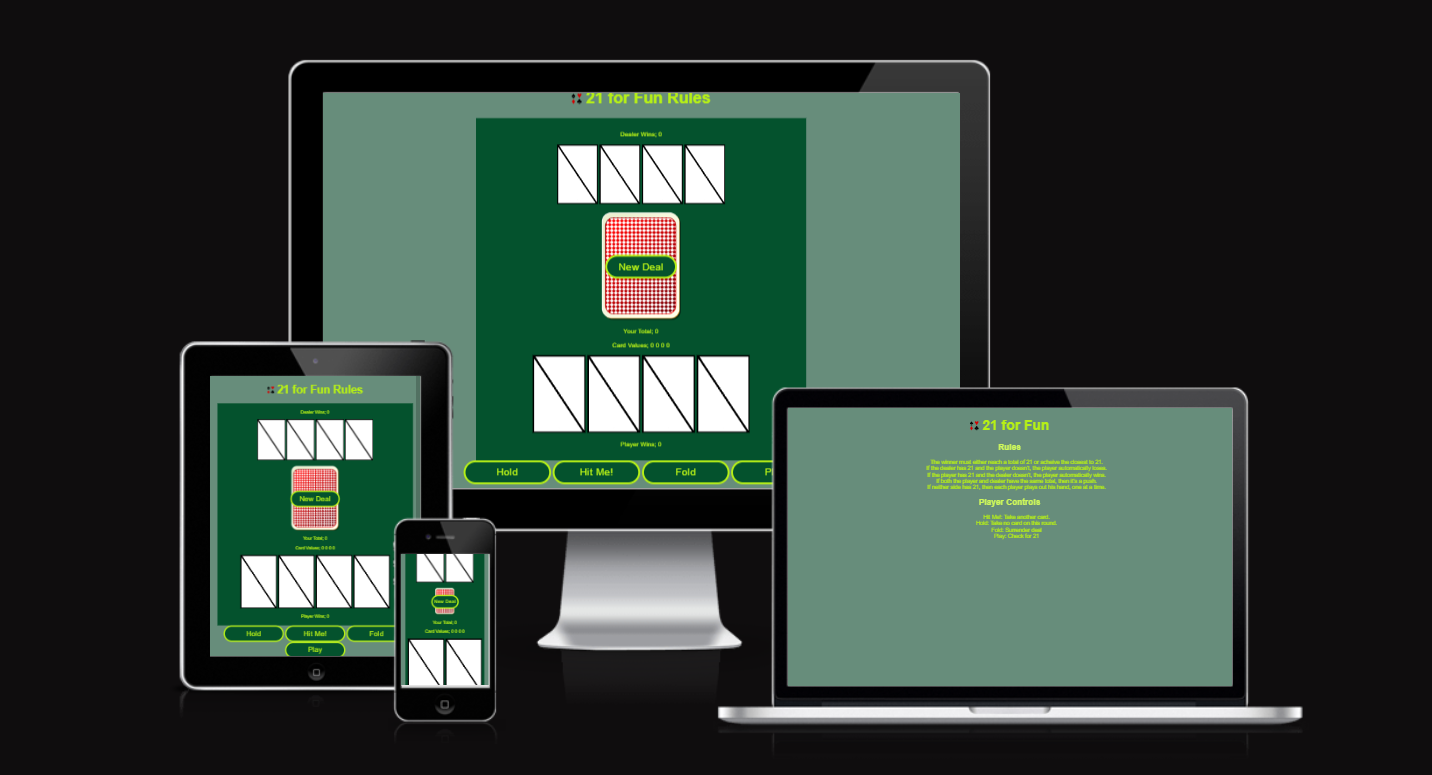 21 for Fun Rules
Dealer Wins; 0
New Deal
Your Total; 0
Card Values; 0 0 0 0
Player Wins; 0
Hold
Hit Me!
Fold
Pl
21 for Fun Rules
Dealer Wins; 0
New Deal
Your Total; 0
Card Values; 0 0 0 0
Player Wins; 0
Hold
Hit Me!
Fold
Play
New Deal
Your Total; 0
Card Values; 0 0 0 0
21 for Fun
Rules
The winner must either reach a total of 21 or acheive the closest to 21.
If the dealer has 21 and the player doesn't, the player automatically loses.
If the player has 21 and the dealer doesn't, the player automatically wins.
If both the player and dealer have the same total, then it's a push.
If neither side has 21, then each player plays out his hand, one at a time.
Player Controls
Hit Me!: Take another card.
Hold: Take no card on this round.
Fold: Surrender deal
Play: Check for 21